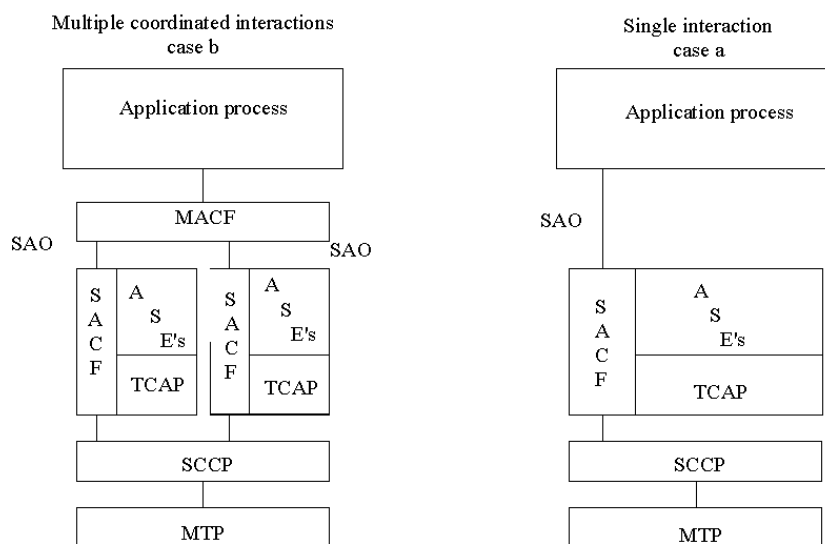 Multiple coordinated interactions
case b
Application process
MACF
SAO
SAO
S
A
C
F
A
S
E's
TCAP
S
A
C
F
A
S
E's
TCAP
SCCP
MTP
Single interaction
case a
Application process
SAO
S
A
C
F
A
S
E's
TCAP
SCCP
MTP